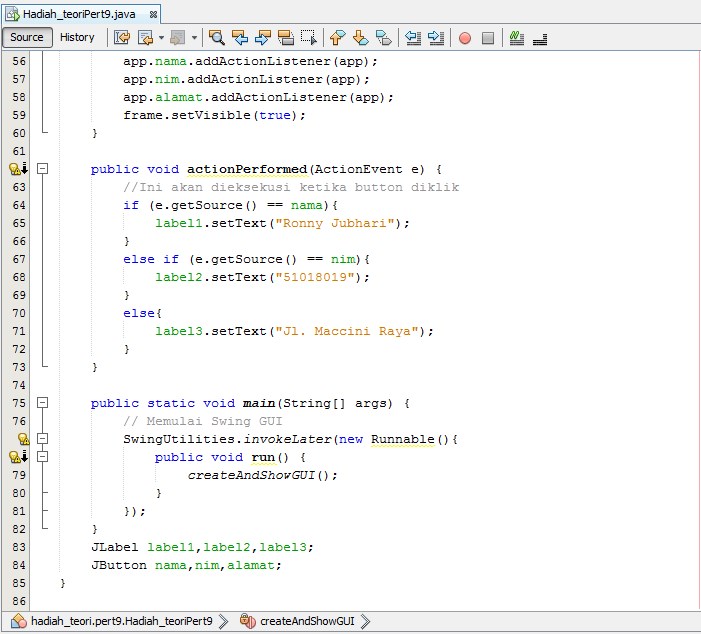 Hadiah_teoriPert9.java
Source History
56 app.nama.addActionListener(app);
57 app.nim.addActionListener(app);
58 app.alamat.addActionListener(app);
59 frame.setVisible(true);
60 }
61
public void actionPerformed(ActionEvent e) {
63 //Ini akan dieksekusi ketika button diklik
64 if (e.getSource() == nama){
65 label1.setText("Ronny Jubhari");
66 }
67 else if (e.getSource() == nim){
68 label2.setText("51018019");
69 }
70 else{
71 label3.setText("Jl. Maccini Raya");
72 }
73 }
74
75 public static void main(String[] args) {
76 // Memulai Swing GUI
SwingUtilities.invokeLater(new Runnable(){
public void run() {
79 createAndShowGUI();
80 }
81 });
82 }
83 JLabel label1,label2,label3;
84 JButton nama,nim,alamat;
85 }
86
hadiah_teori.pert9.Hadiah_teoriPert9 createAndShowGUI